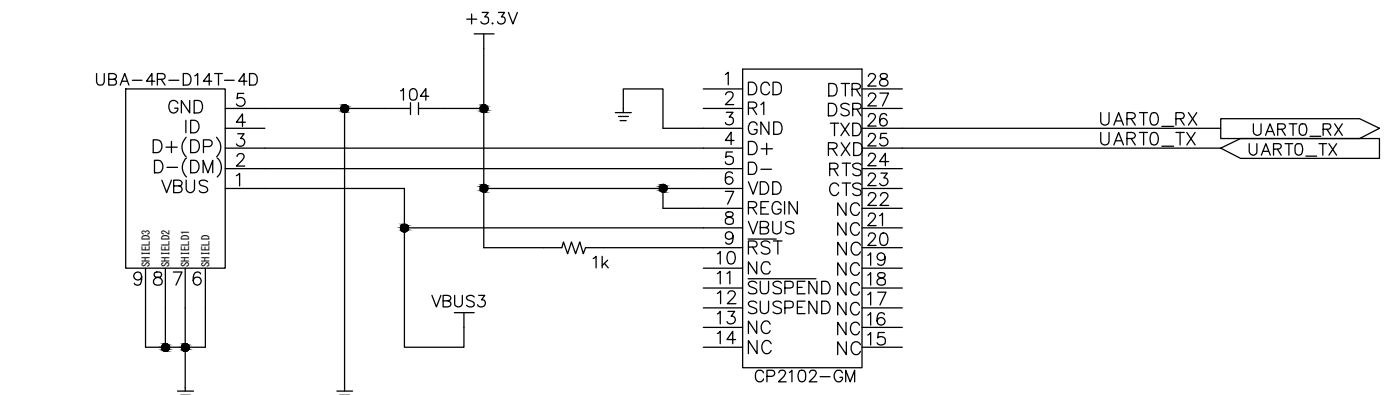 +3.3V
UBA-4R-D14T-4D
104
GND 5
ID 4
D+(DP) 3
D-(DM) 2
VBUS 1
SHIELD3
SHIELD2
SHIELD1
SHIELD
9 8 7 6
VBUS3
1k
1 DCD
2 R1
3 GND
4 D+
5 D-
6 VDD
7 REGIN
8 VBUS
9 RST
10 NC
11 SUSPEND
12 SUSPEND
13 NC
14 NC
DTR 28
DSR 27
TXD 26
RXD 25
RTS 24
CTS 23
NC 22
NC 21
NC 20
NC 19
NC 18
NC 17
NC 16
NC 15
CP2102-GM
UART0_RX
UART0_RX
UART0_TX
UART0_TX